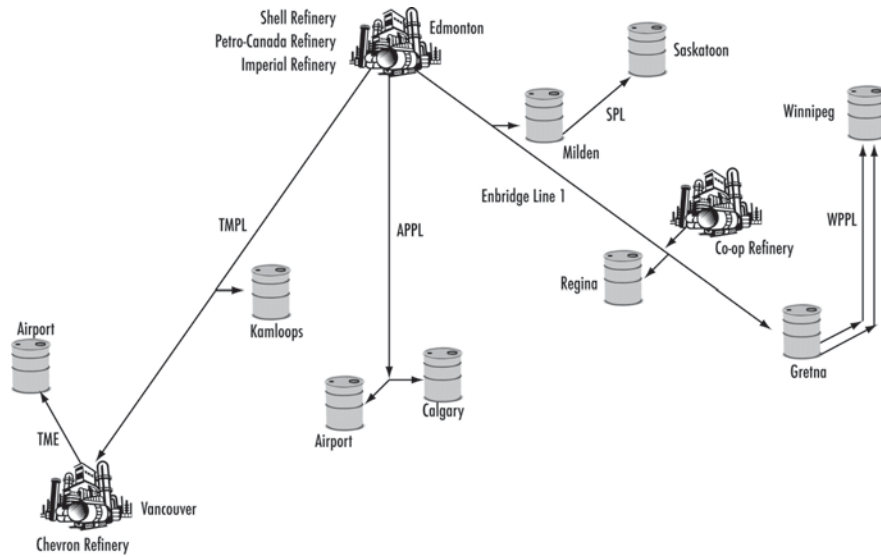 Shell Refinery
Petro-Canada Refinery
Imperial Refinery
Edmonton
Saskatoon
SPL
Milden
Winnipeg
Enbridge Line 1
WPPL
TMPL
APPL
Co-op Refinery
Regina
Kamloops
Airport
Gretna
Calgary
Airport
TME
Vancouver
Chevron Refinery